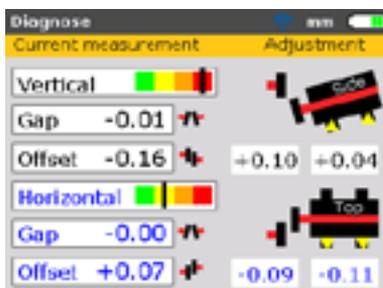 Diagnose mm
Current measurement Adjustment
Vertical Side
Gap -0.01
Offset -0.16 +0.10 +0.04
Horizontal Top
Gap -0.00
Offset +0.07 -0.09 -0.11